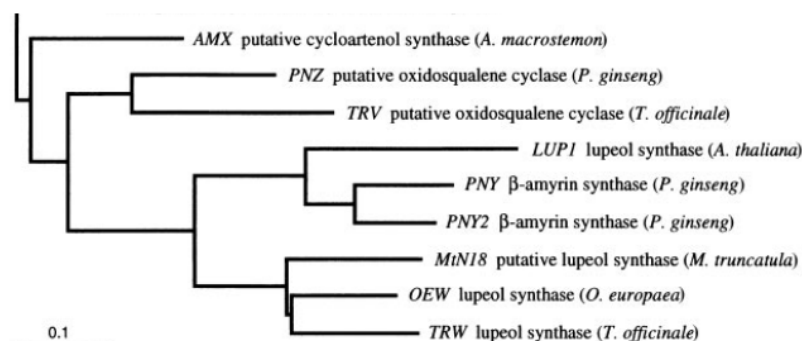 AMX putative cycloartenol synthase (A. macrostemon)
PNZ putative oxidosqualene cyclase (P. ginseng)
TRV putative oxidosqualene cyclase (T. officinale)
LUP1 lupeol synthase (A. thaliana)
PNY β-amyrin synthase (P. ginseng)
PNY2 β-amyrin synthase (P. ginseng)
MtN18 putative lupeol synthase (M. truncatula)
OEW lupeol synthase (O. europaea)
TRW lupeol synthase (T. officinale)
0.1